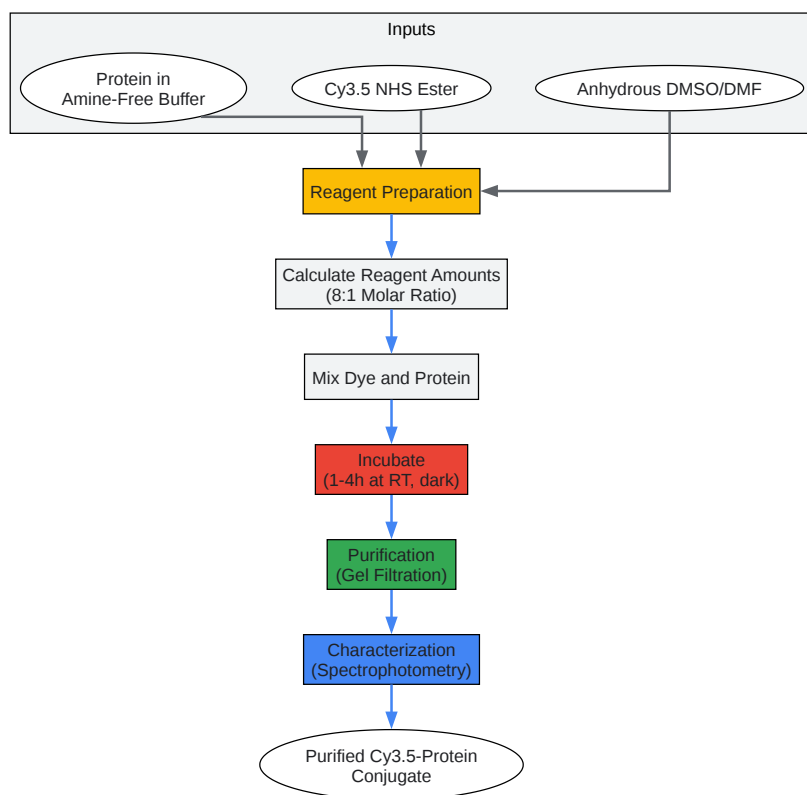 Inputs
Protein in
Amine-Free Buffer
Cy3.5 NHS Ester
Anhydrous DMSO/DMF
Reagent Preparation
Calculate Reagent Amounts
(8:1 Molar Ratio)
Mix Dye and Protein
Incubate
(1-4h at RT, dark)
Purification
(Gel Filtration)
Characterization
(Spectrophotometry)
Purified Cy3.5-Protein
Conjugate